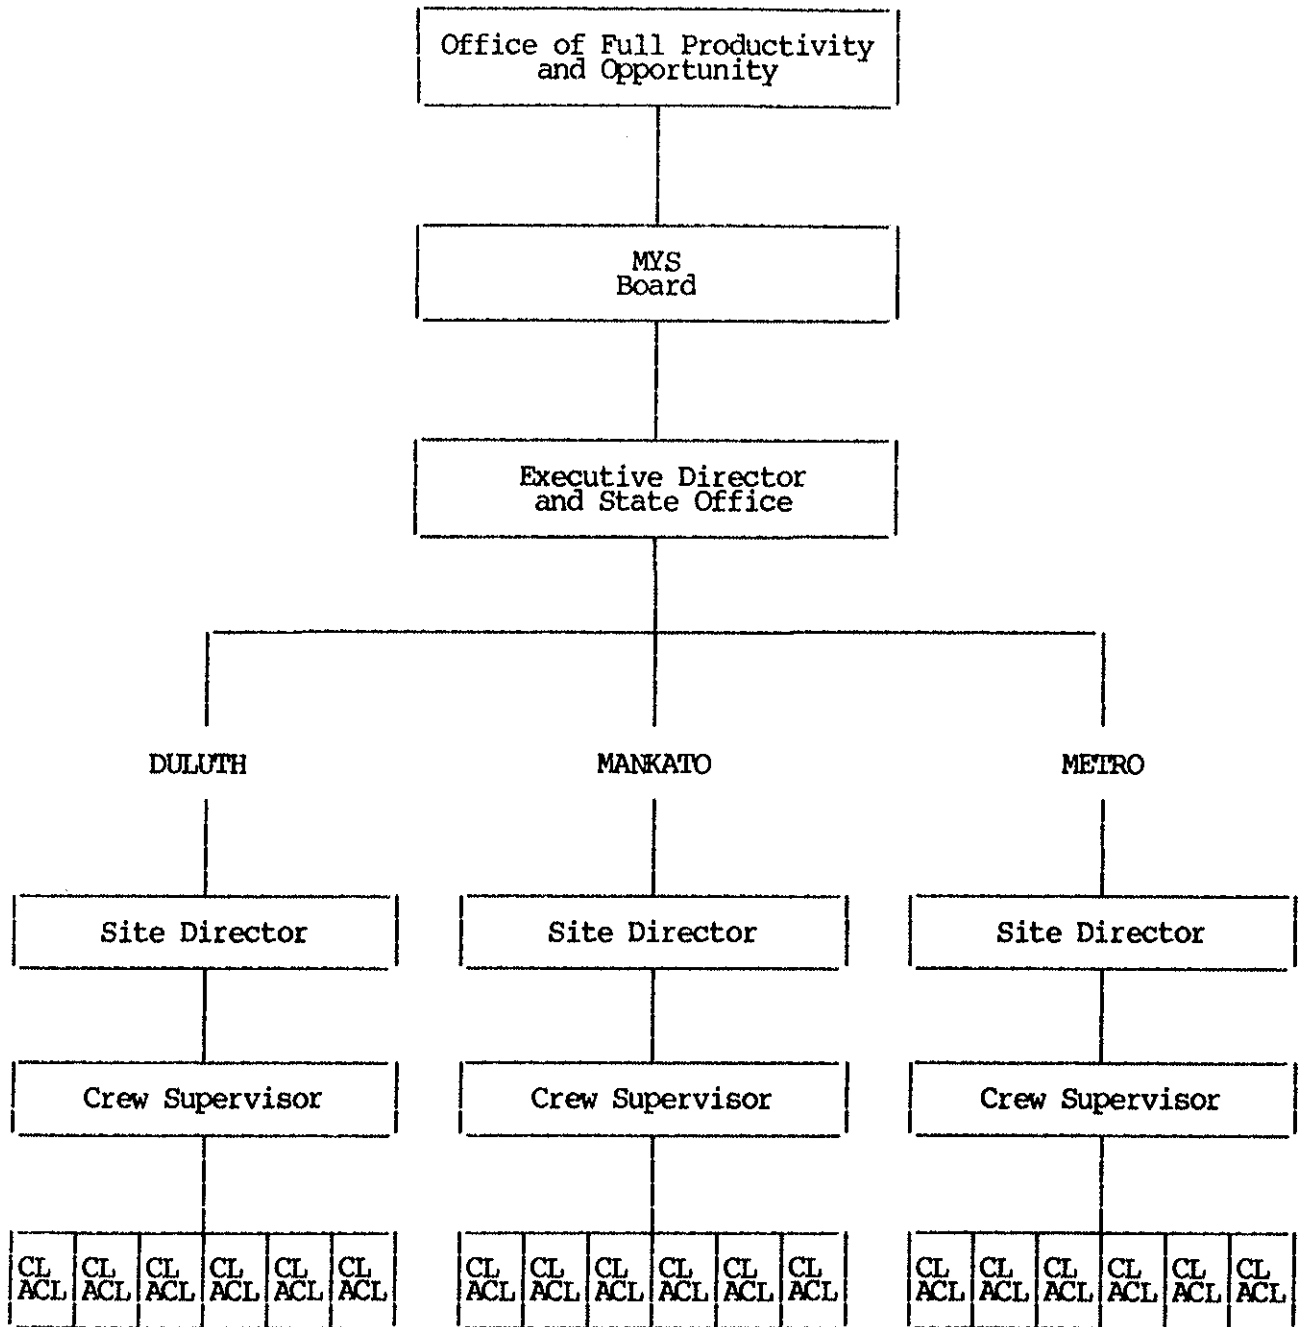 Office of Full Productivity
and Opportunity
MYS
Board
Executive Director
and State Office
DULUTH MANKATO METRO
Site Director Site Director Site Director
Crew Supervisor Crew Supervisor Crew Supervisor
CL CL CL CL CL CL CL CL CL CL CL CL CL CL CL CL CL CL
ACL ACL ACL ACL ACL ACL ACL ACL ACL ACL ACL ACL ACL ACL ACL ACL ACL ACL